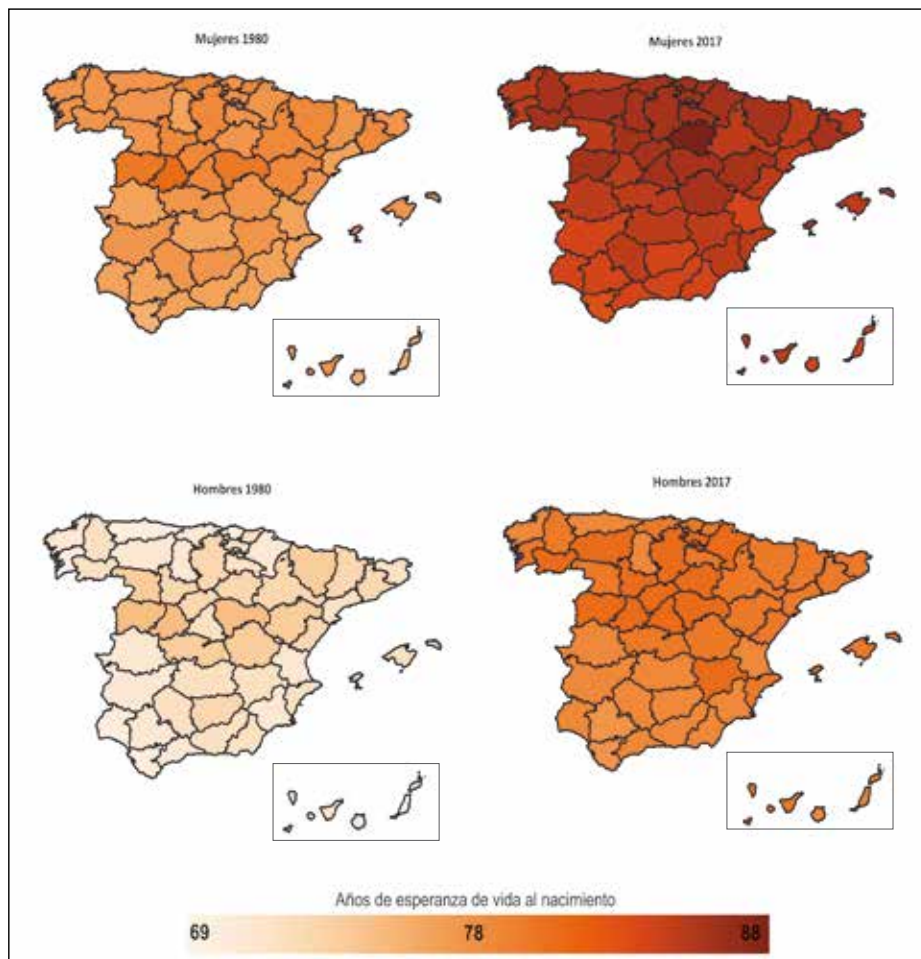 Mujeres 1980
Mujeres 2017
Hombres 1980
Hombres 2017
Años de esperanza de vida al nacimiento
69 78 88